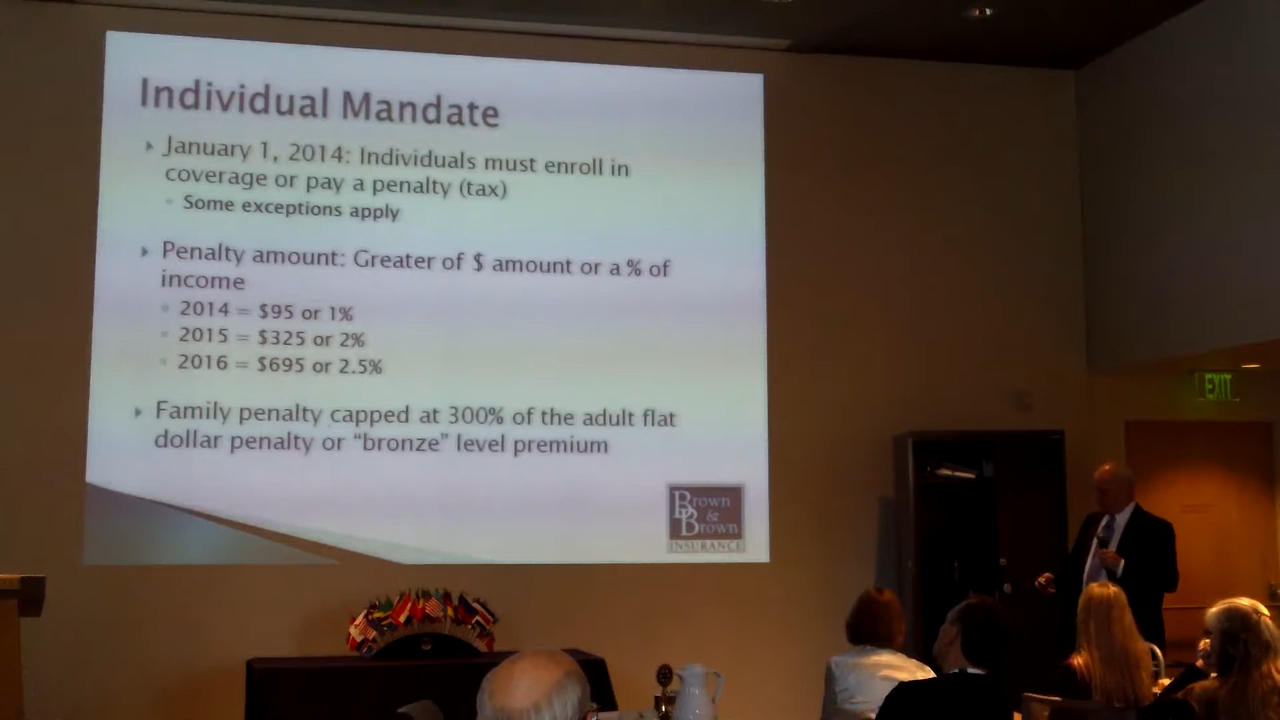 Individual Mandate
January 1, 2014: Individuals must enroll in
coverage or pay a penalty (tax)
Some exceptions apply
Penalty amount: Greater of $ amount or a % of
income
2014 = $95 or 1%
2015 = $325 or 2%
2016 = $695 or 2.5%
Family penalty capped at 300% of the adult flat
dollar penalty or “bronze” level premium
Brown
&
Brown
INSURANCE
EXIT